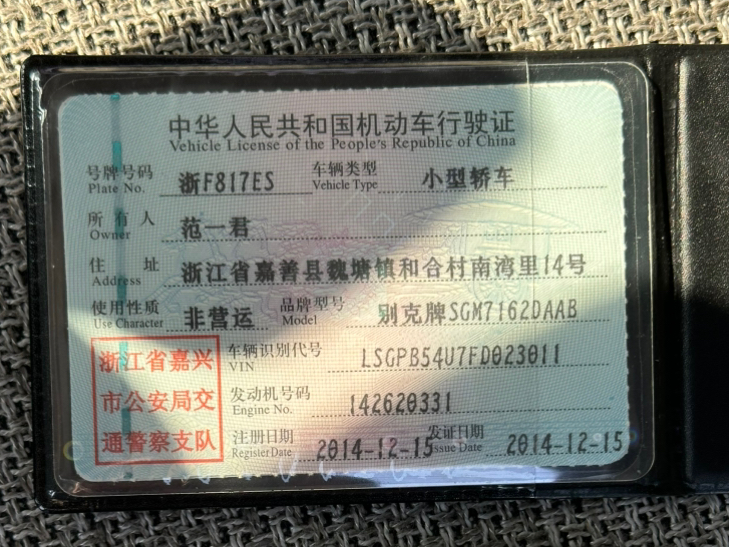 中华人民共和国机动车行驶证
Vehicle License of the People's Republic of China
号牌号码 浙F817ES 车辆类型 小型轿车
Plate No. Vehicle Type
所有人 范一君
Owner
住址 浙江省嘉善县魏塘镇和合村南湾里14号
Address
使用性质 非营运 品牌型号 别克牌SGM7162DAAB
Use Character Model
浙江省嘉兴
市公安局交
通警察支队
车辆识别代号 LSGPB54U7FD023011
VIN
发动机号码 142620331
Engine No.
注册日期 2014-12-15 发证日期 2014-12-15
Register Date Issue Date